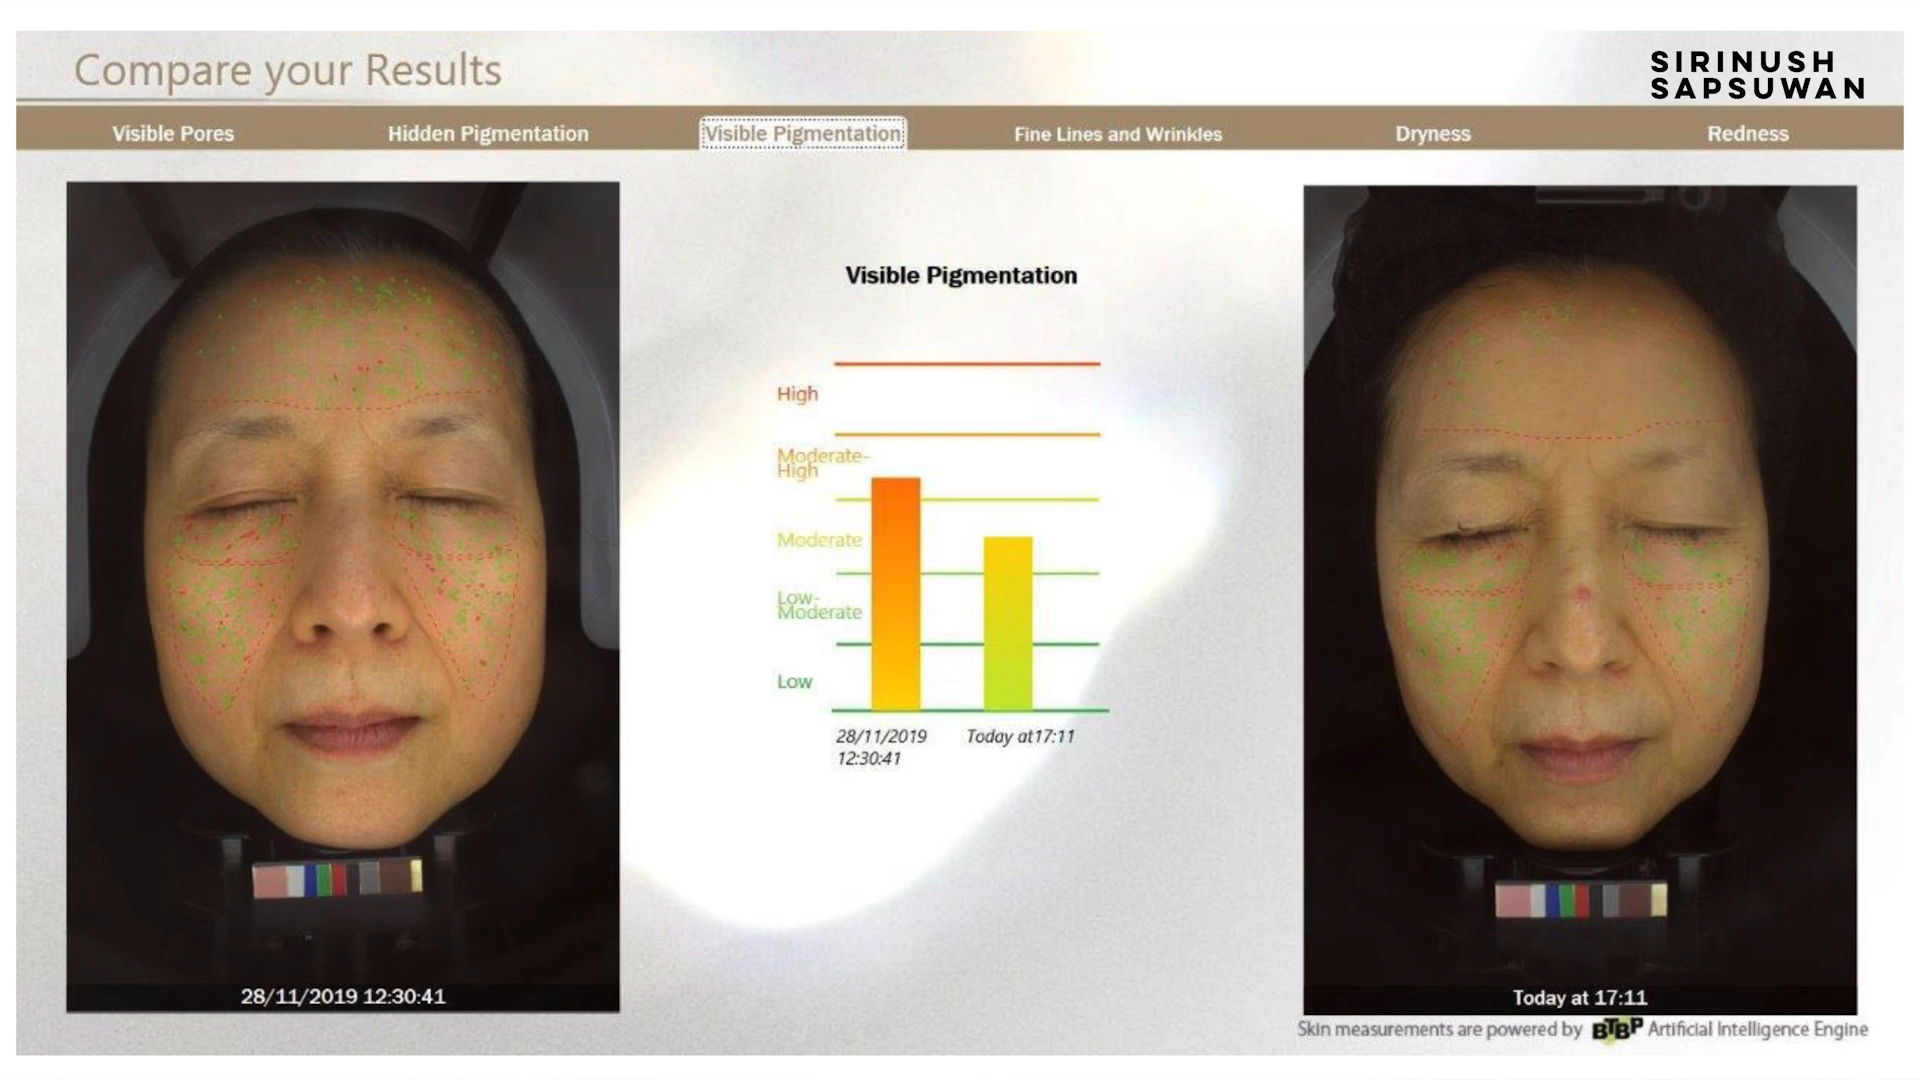 Compare your Results
SIRINUSH
SAPSUWAN
Visible Pores
Hidden Pigmentation
Visible Pigmentation
Fine Lines and Wrinkles
Dryness
Redness
Visible Pigmentation
High
Moderate-
High
Moderate
Low-
Moderate
Low
28/11/2019
12:30:41
Today at17:11
28/11/2019 12:30:41
Today at 17:11
Skin measurements are powered by BTBP Artificial Intelligence Engine